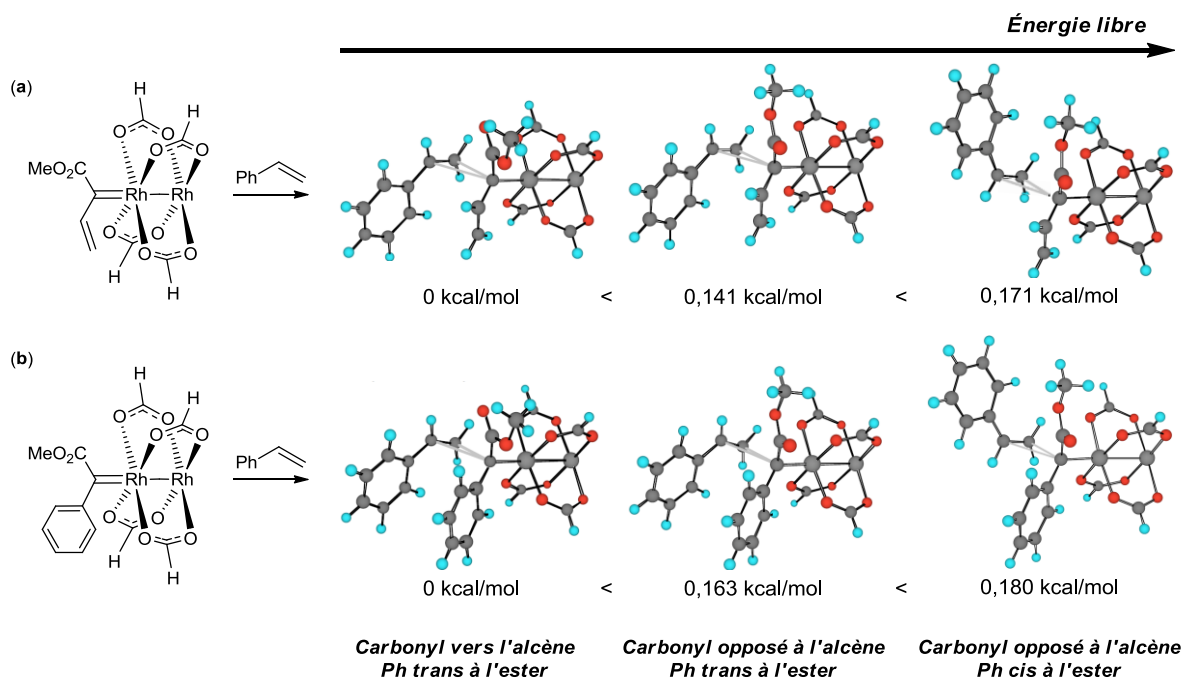 Énergie libre
(a)
H
H
O
O
O
O
MeO2C
Rh
Rh
Ph
O
O
O
O
H
H
0 kcal/mol < 0,141 kcal/mol < 0,171 kcal/mol
(b)
H
H
O
O
O
O
MeO2C
Rh
Rh
Ph
O
O
O
O
H
H
0 kcal/mol < 0,163 kcal/mol < 0,180 kcal/mol
Carbonyl vers l'alcène
Ph trans à l'ester
Carbonyl opposé à l'alcène
Ph trans à l'ester
Carbonyl opposé à l'alcène
Ph cis à l'ester